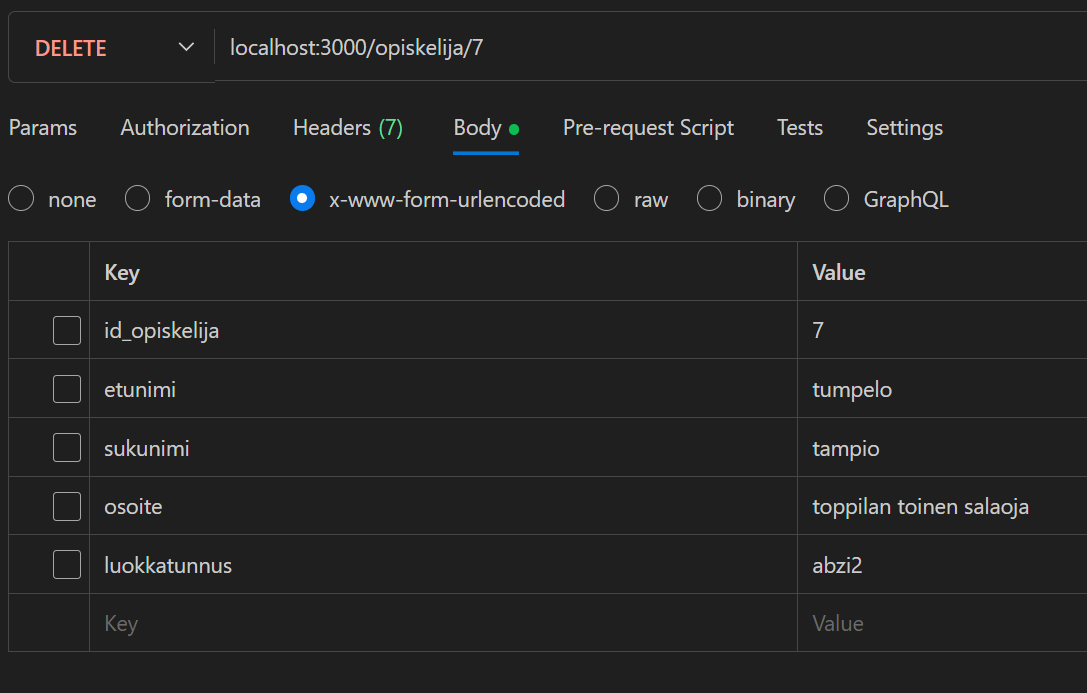 DELETE localhost:3000/opiskelija/7
Params Authorization Headers (7) Body Pre-request Script Tests Settings
none form-data x-www-form-urlencoded raw binary GraphQL
Key Value
id_opiskelija 7
etunimi tumpelo
sukunimi tampio
osoite toppilan toinen salaoja
luokkatunnus abzi2
Key Value